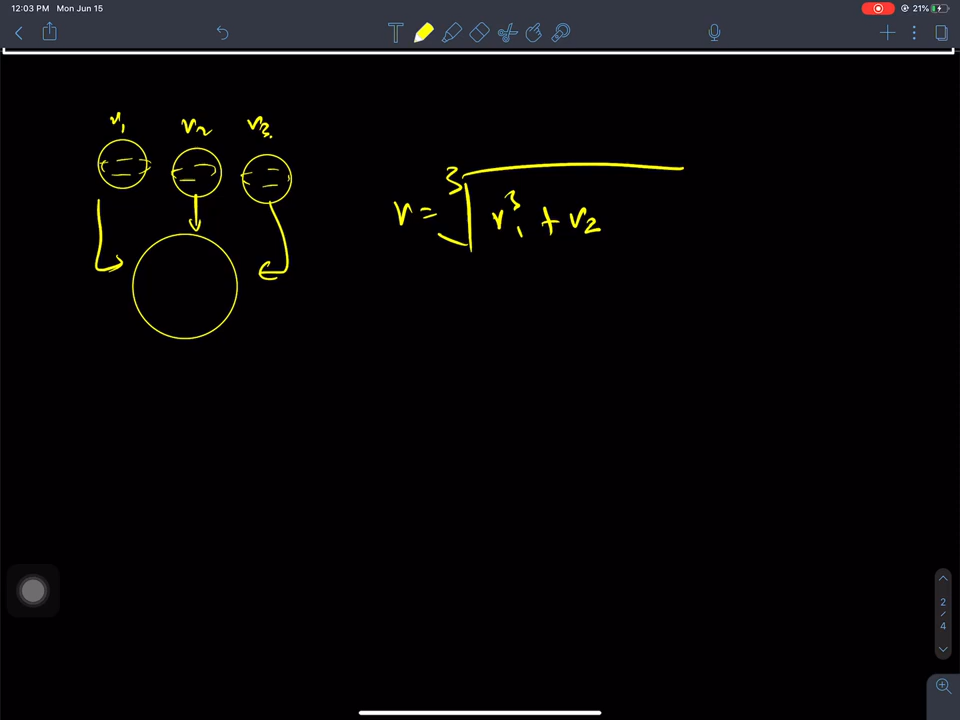 12:03 PM Mon Jun 15
21%
T
r₁ r₂ r₃.
r = ∛ r₁³ + r₂
2
/
4